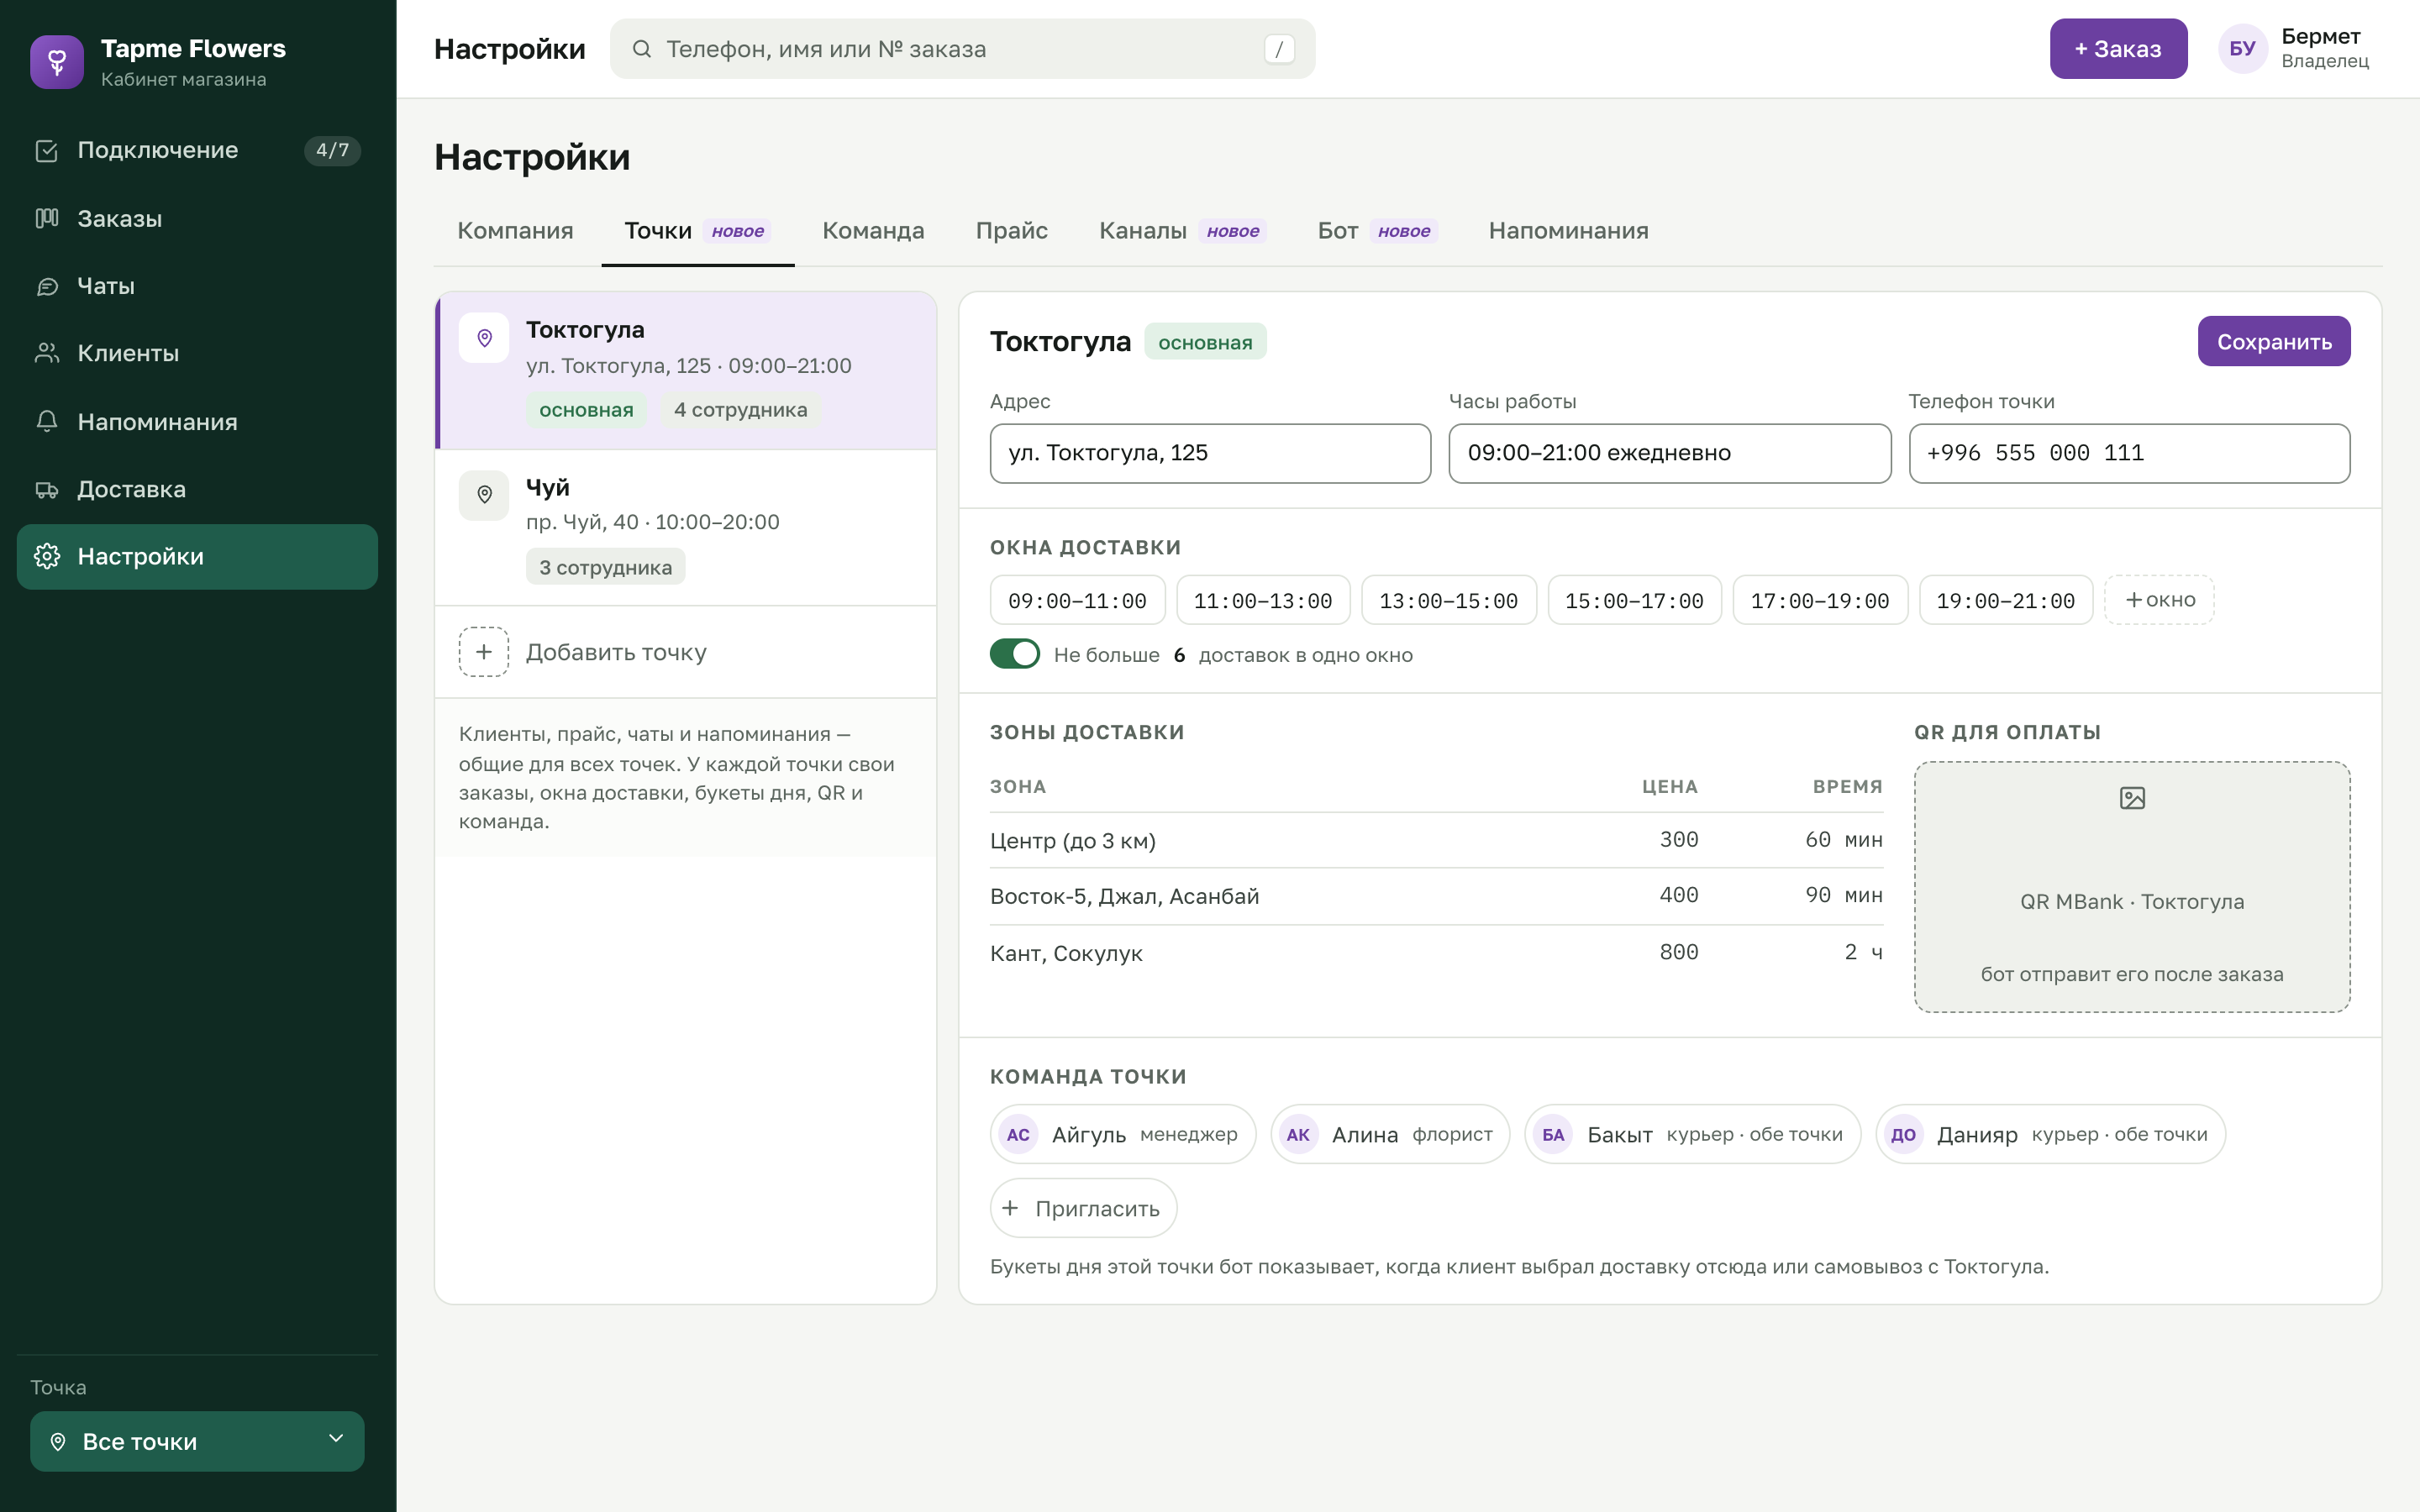 Tapme Flowers
Кабинет магазина
Подключение 4/7
Заказы
Чаты
Клиенты
Напоминания
Доставка
Настройки
Точка
Все точки
Настройки
Телефон, имя или № заказа /
+ Заказ
БУ
Бермет
Владелец
Настройки
Компания Точки новое Команда Прайс Каналы новое Бот новое Напоминания
Токтогула
ул. Токтогула, 125 · 09:00–21:00
основная 4 сотрудника
Чуй
пр. Чуй, 40 · 10:00–20:00
3 сотрудника
+ Добавить точку
Клиенты, прайс, чаты и напоминания —
общие для всех точек. У каждой точки свои
заказы, окна доставки, букеты дня, QR и
команда.
Токтогула основная Сохранить
Адрес Часы работы Телефон точки
ул. Токтогула, 125 09:00–21:00 ежедневно +996 555 000 111
ОКНА ДОСТАВКИ
09:00–11:00 11:00–13:00 13:00–15:00 15:00–17:00 17:00–19:00 19:00–21:00 +окно
Не больше 6 доставок в одно окно
ЗОНЫ ДОСТАВКИ
ЗОНА ЦЕНА ВРЕМЯ
Центр (до 3 км) 300 60 мин
Восток-5, Джал, Асанбай 400 90 мин
Кант, Сокулук 800 2 ч
QR ДЛЯ ОПЛАТЫ
QR MBank · Токтогула
бот отправит его после заказа
КОМАНДА ТОЧКИ
АС Айгуль менеджер АК Алина флорист БА Бакыт курьер · обе точки ДО Данияр курьер · обе точки
+ Пригласить
Букеты дня этой точки бот показывает, когда клиент выбрал доставку отсюда или самовывоз с Токтогула.